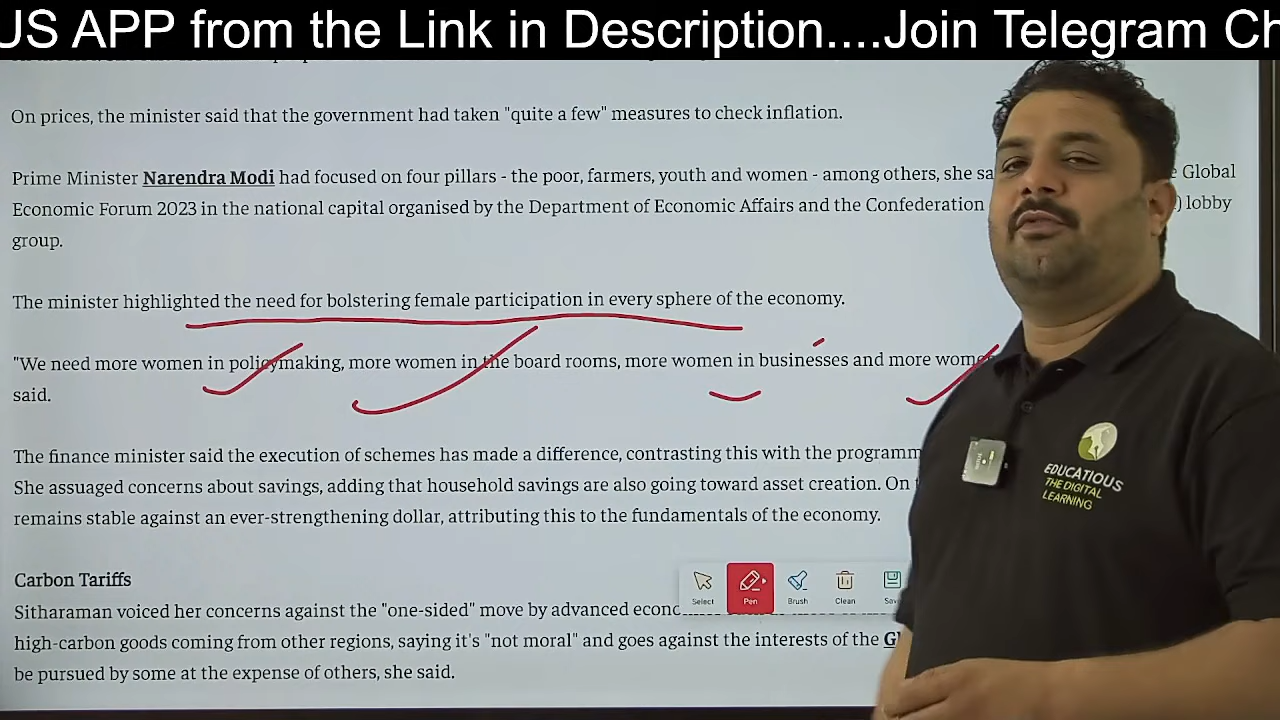 US APP from the Link in Description....Join Telegram Ch
On prices, the minister said that the government had taken "quite a few" measures to check inflation.
Prime Minister Narendra Modi had focused on four pillars - the poor, farmers, youth and women - among others, she sa Global
Economic Forum 2023 in the national capital organised by the Department of Economic Affairs and the Confederation ) lobby
group.
The minister highlighted the need for bolstering female participation in every sphere of the economy.
"We need more women in policymaking, more women in the board rooms, more women in businesses and more wome
said.
The finance minister said the execution of schemes has made a difference, contrasting this with the programm
She assuaged concerns about savings, adding that household savings are also going toward asset creation. On
remains stable against an ever-strengthening dollar, attributing this to the fundamentals of the economy.
Carbon Tariffs
Sitharaman voiced her concerns against the "one-sided" move by advanced econo
high-carbon goods coming from other regions, saying it's "not moral" and goes against the interests of the
be pursued by some at the expense of others, she said.
Select Pen Brush Clean Save
EDUCATIOUS
THE DIGITAL
LEARNING